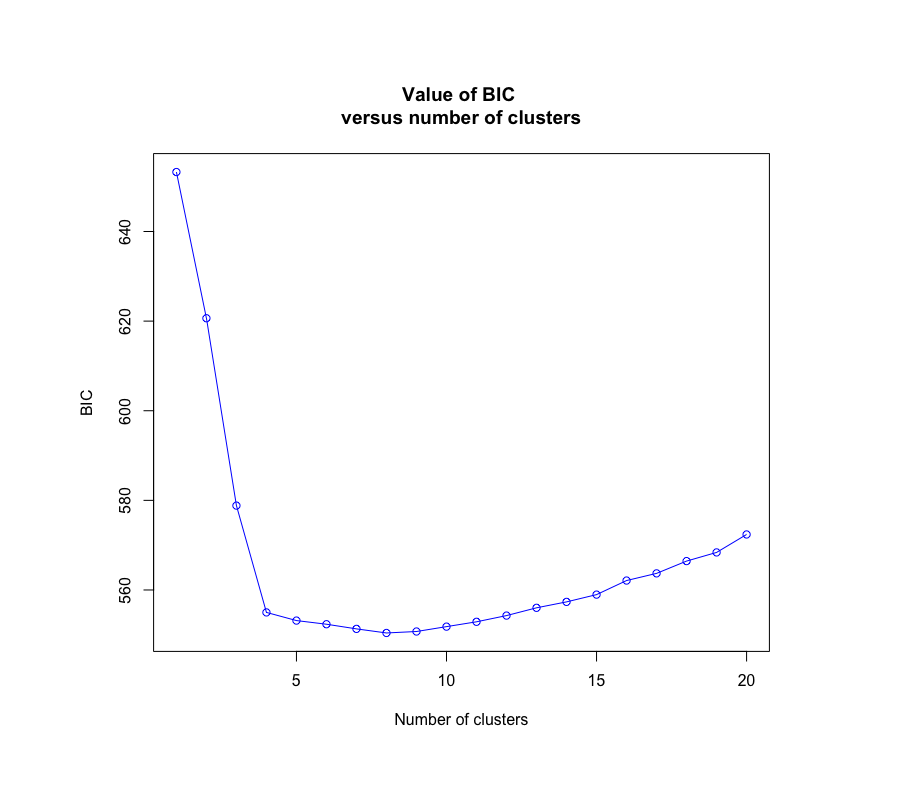 Value of BIC
versus number of clusters
640
620
600
580
560
BIC
5 10 15 20
Number of clusters